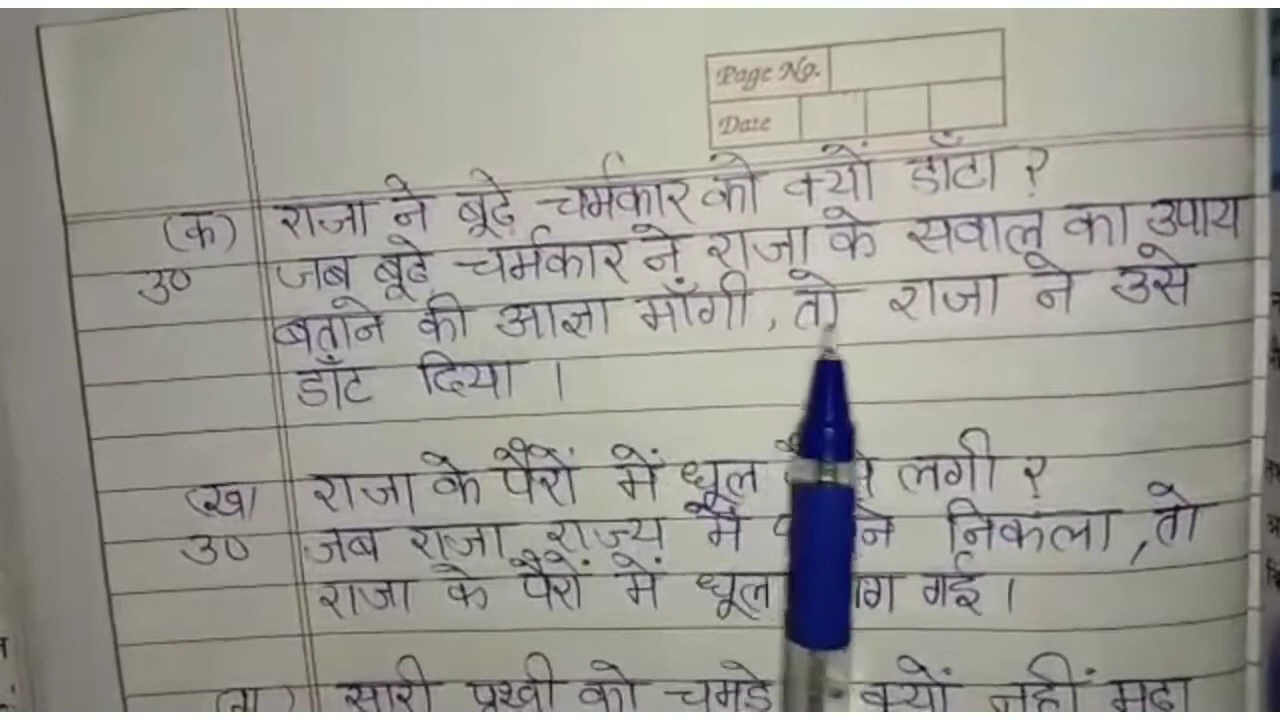 Page No.
Date
(क) राजा ने बूढ़े चर्मकार को क्यों डाँटा ?
उ० जब बूढ़े चर्मकार ने राजा के सवाल का उपाय
बताने की आज्ञा माँगी, तो राजा ने उसे
डाँट दिया ।
(ख) राजा के पैरों में धूल लगी ?
उ० जब राजा राज्य में निकला, तो
राजा के पैरों में धूल गई ।
(ग) सारी पृथ्वी को चमड़े क्यों नहीं मढ़ा